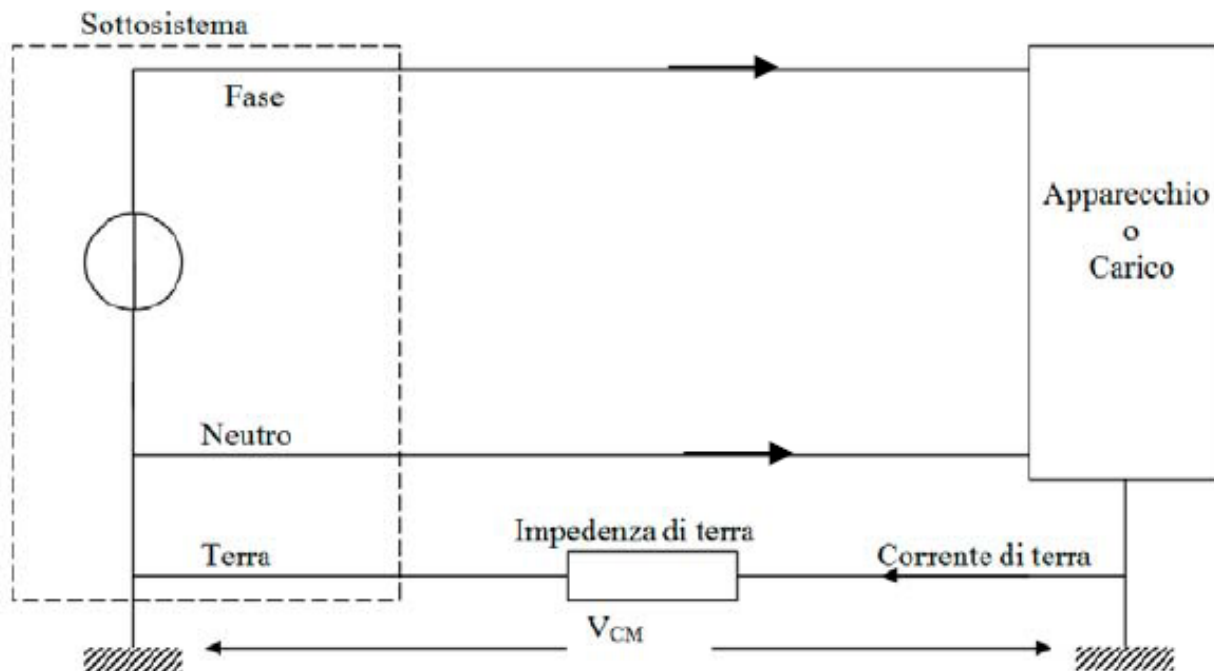 Sottosistema
Fase
Apparecchio
o
Carico
Neutro
Impedenza di terra
Terra
Corrente di terra
VCM